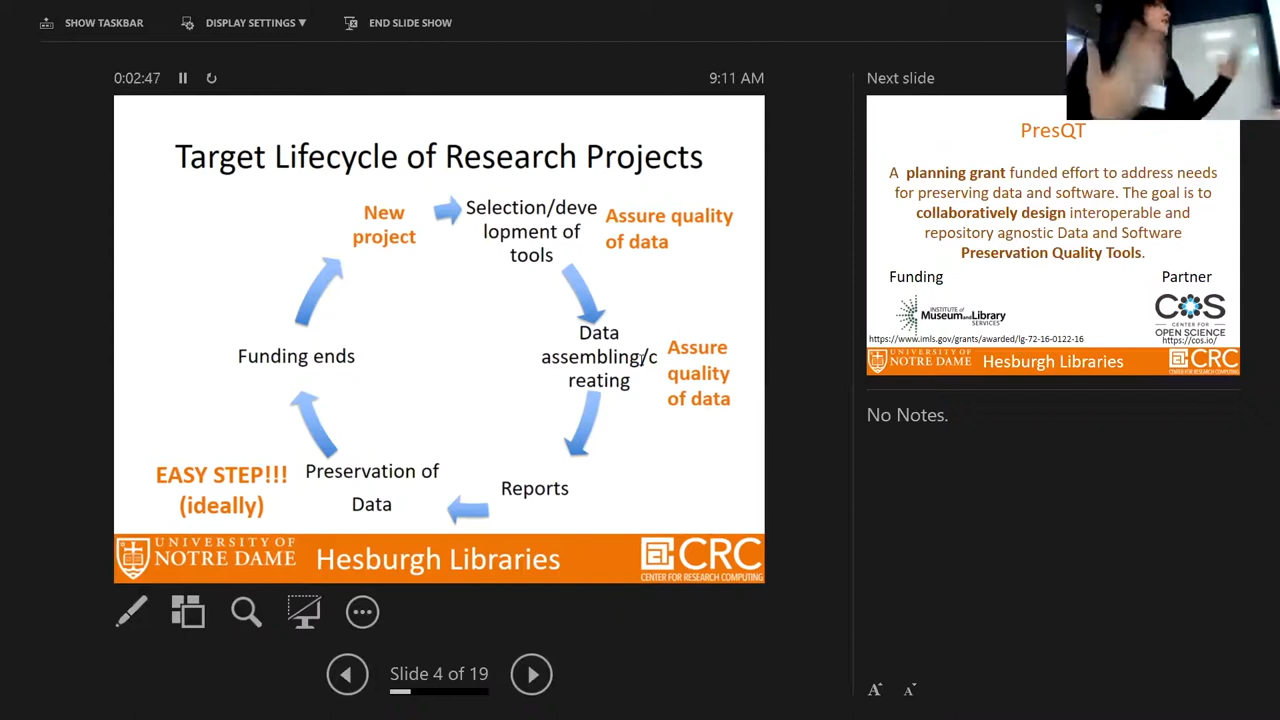 SHOW TASKBAR
DISPLAY SETTINGS ▼
END SLIDE SHOW
0:02:47
9:11 AM
Target Lifecycle of Research Projects
New
project
Selection/deve
lopment of
tools
Assure quality
of data
Data
assembling/c
reating
Assure
quality
of data
Funding ends
EASY STEP!!!
(ideally)
Preservation of
Data
Reports
UNIVERSITY OF
NOTRE DAME
Hesburgh Libraries
CRC
CENTER FOR RESEARCH COMPUTING
Slide 4 of 19
Next slide
PresQT
A planning grant funded effort to address needs
for preserving data and software. The goal is to
collaboratively design interoperable and
repository agnostic Data and Software
Preservation Quality Tools.
Funding
Partner
INSTITUTE of
Museum and Library
SERVICES
COS
CENTER FOR
OPEN SCIENCE
https://www.imls.gov/grants/awarded/lg-72-16-0122-16
https://cos.io/
UNIVERSITY OF
NOTRE DAME
Hesburgh Libraries
CRC
CENTER FOR RESEARCH COMPUTING
No Notes.
A A